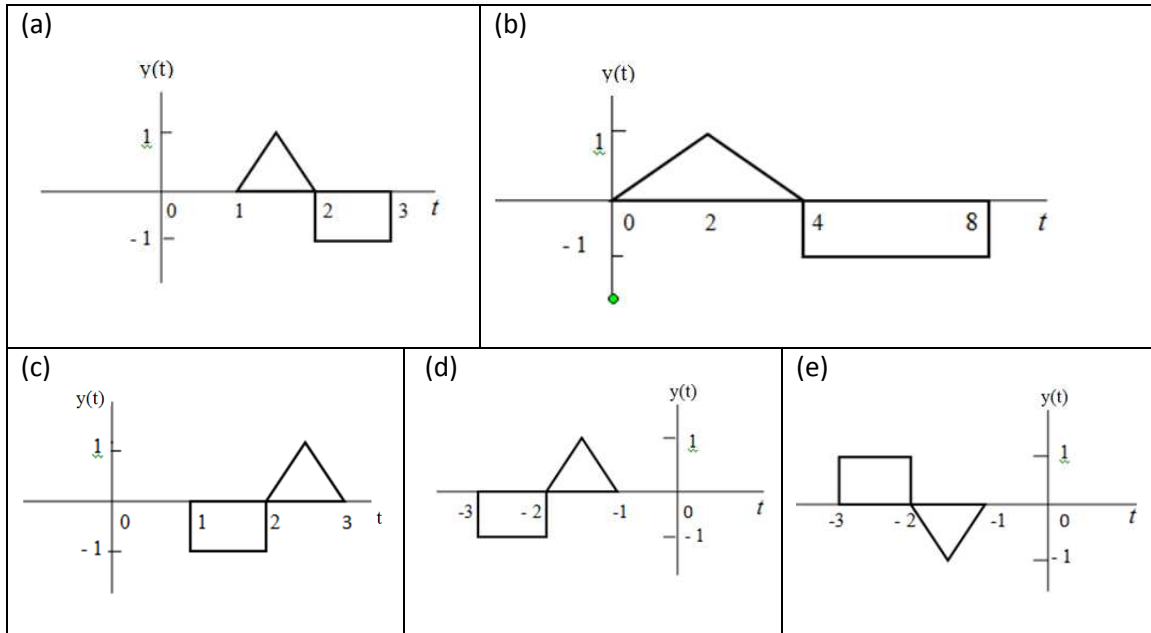 (a)
y(t)
1
0 1 2 3 t
- 1
(b)
y(t)
1
0 2 4 8 t
- 1
(c)
y(t)
1
0 1 2 3 t
- 1
(d)
y(t)
1
-3 - 2 -1 0 t
- 1
(e)
y(t)
1
-3 - 2 -1 0 t
- 1